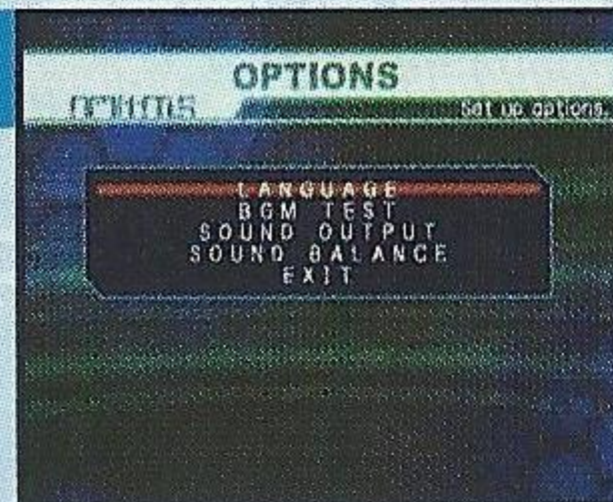 OPTIONS
Set up options.
LANGUAGE
BGM TEST
SOUND OUTPUT
SOUND BALANCE
EXIT